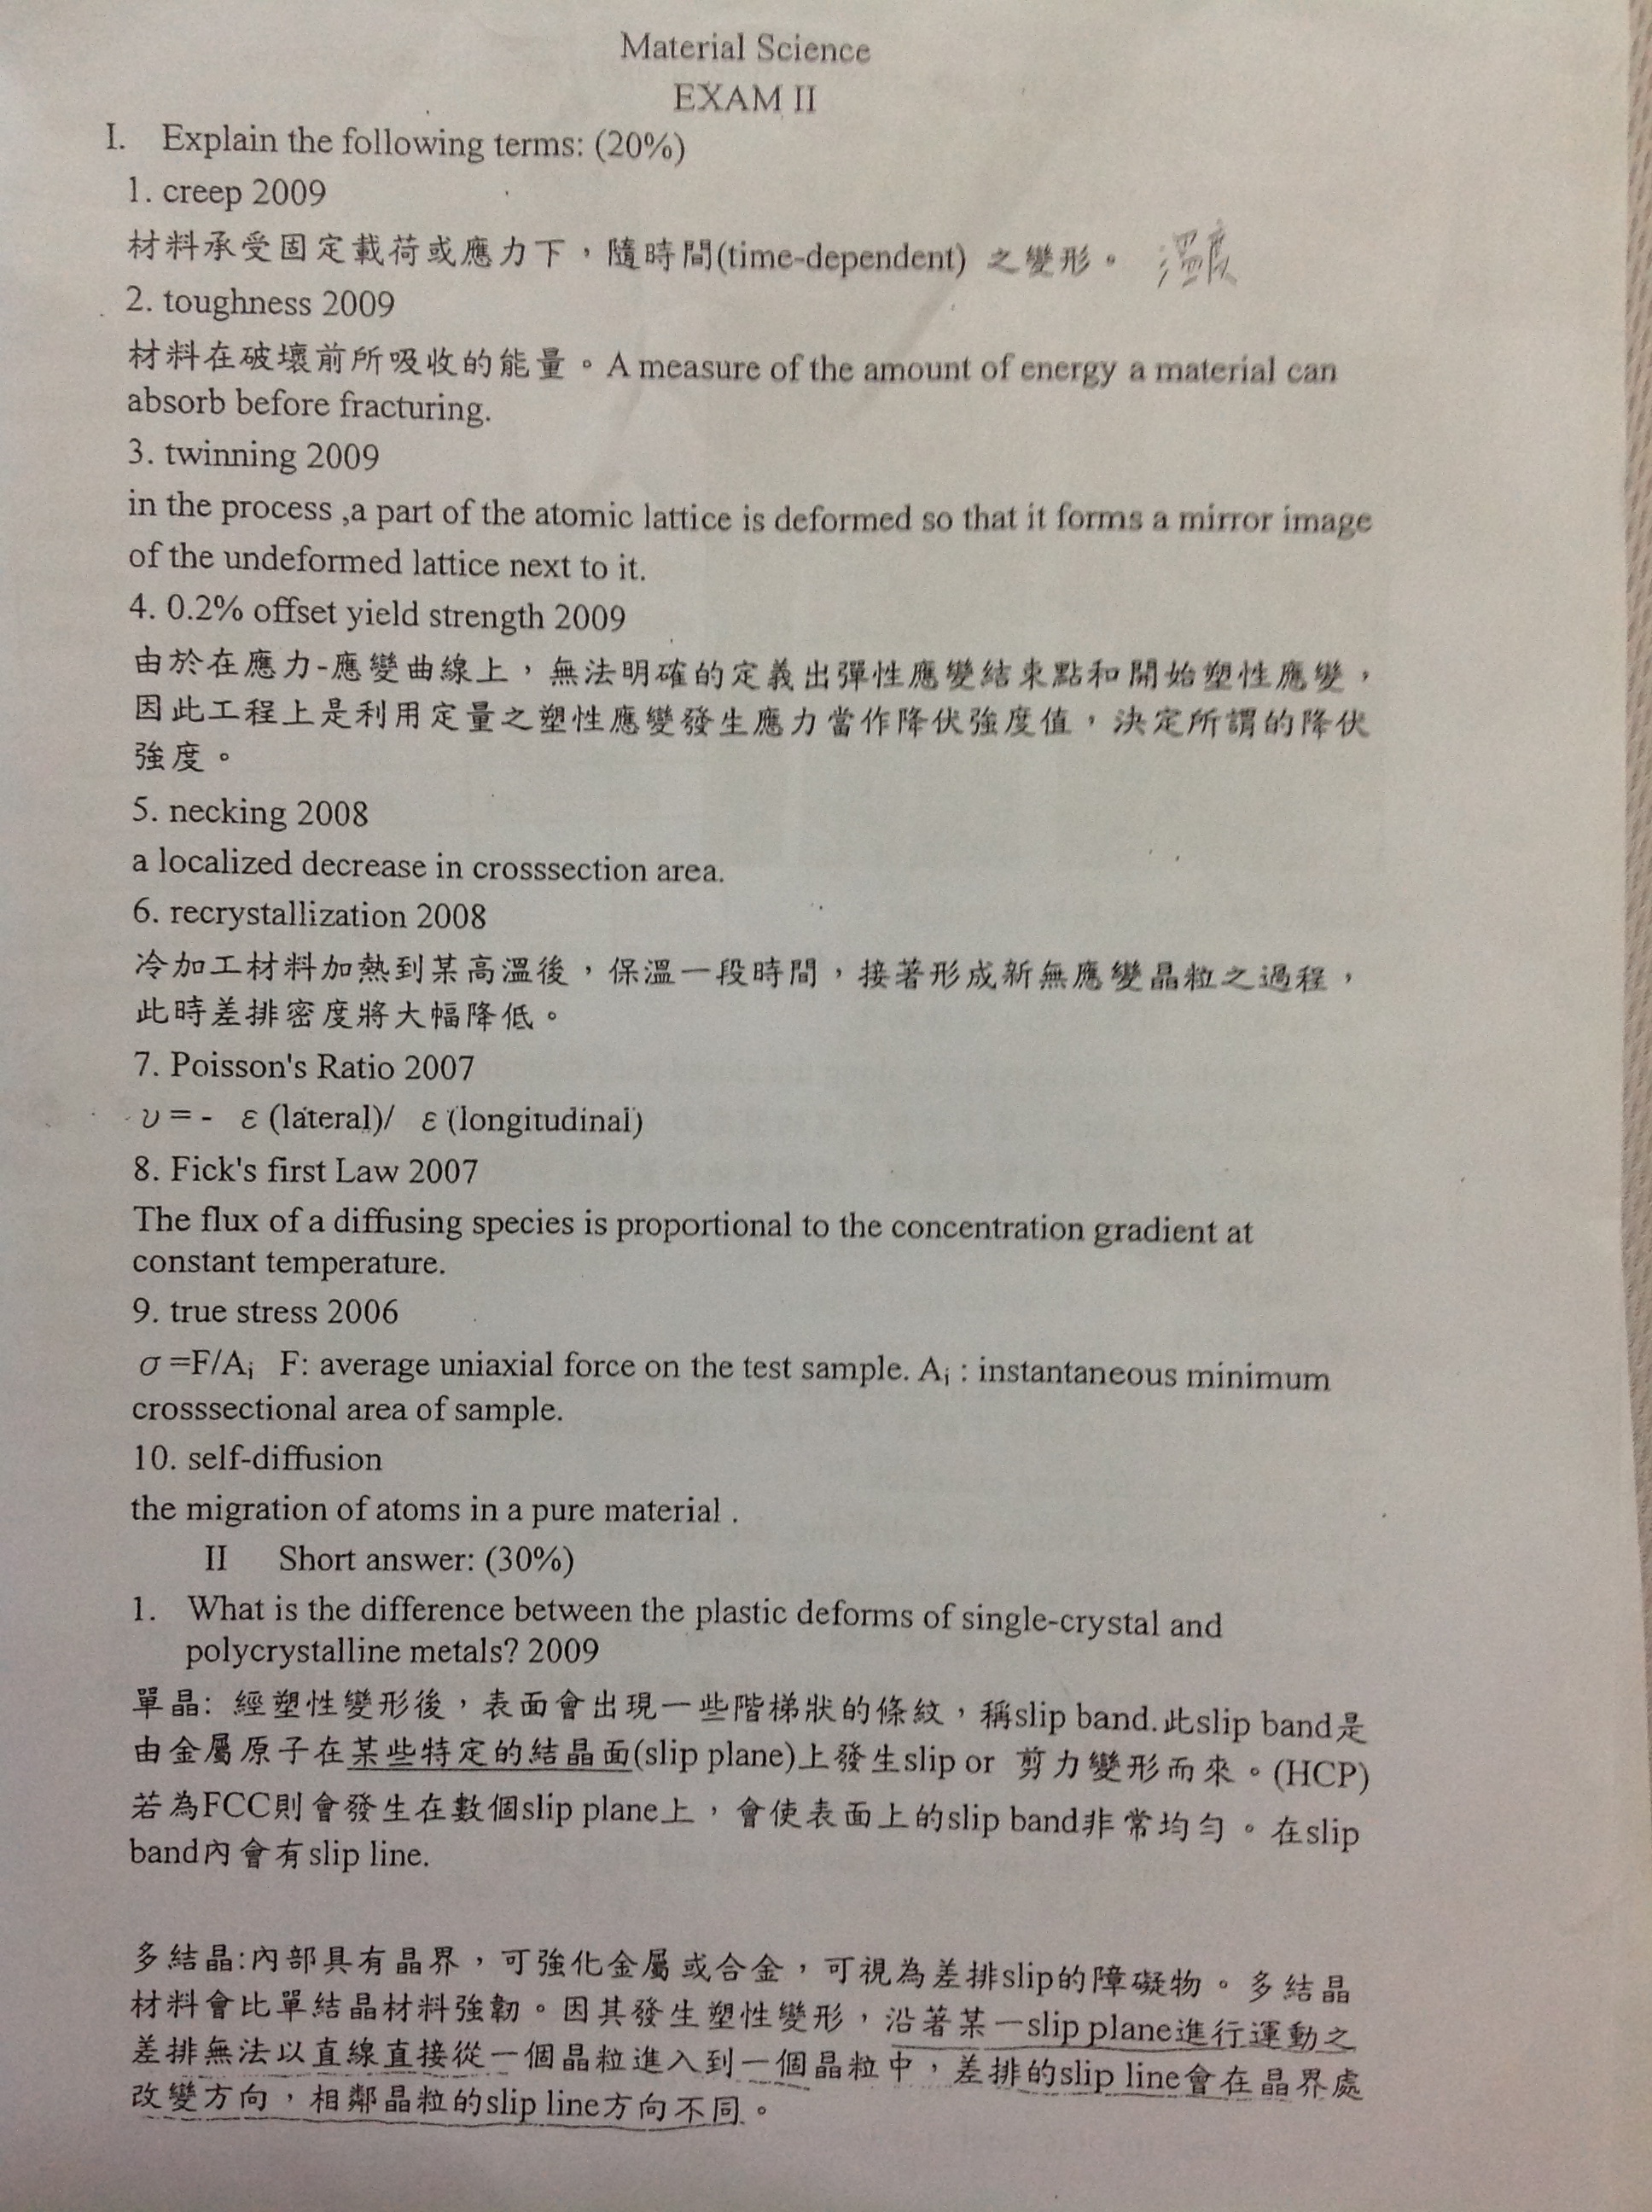 Material Science
EXAM II
I. Explain the following terms: (20%)
1. creep 2009
材料承受固定載荷或應力下，隨時間(time-dependent) 之變形。
2. toughness 2009
材料在破壞前所吸收的能量。A measure of the amount of energy a material can
absorb before fracturing.
3. twinning 2009
in the process ,a part of the atomic lattice is deformed so that it forms a mirror image
of the undeformed lattice next to it.
4. 0.2% offset yield strength 2009
由於在應力-應變曲線上，無法明確的定義出彈性應變結束點和開始塑性應變，
因此工程上是利用定量之塑性應變發生應力當作降伏強度值，決定所謂的降伏
強度。
5. necking 2008
a localized decrease in crosssection area.
6. recrystallization 2008
冷加工材料加熱到某高溫後，保溫一段時間，接著形成新無應變晶粒之過程，
此時差排密度將大幅降低。
7. Poisson's Ratio 2007
υ = - ε (lateral)/ ε (longitudinal)
8. Fick's first Law 2007
The flux of a diffusing species is proportional to the concentration gradient at
constant temperature.
9. true stress 2006
σ =F/Aᵢ F: average uniaxial force on the test sample. Aᵢ : instantaneous minimum
crosssectional area of sample.
10. self-diffusion
the migration of atoms in a pure material .
II Short answer: (30%)
1. What is the difference between the plastic deforms of single-crystal and
polycrystalline metals? 2009
單晶: 經塑性變形後，表面會出現一些階梯狀的條紋，稱slip band.此slip band是
由金屬原子在某些特定的結晶面(slip plane)上發生slip or 剪力變形而來。(HCP)
若為FCC則會發生在數個slip plane上，會使表面上的slip band非常均勻。在slip
band內會有slip line.
多結晶:內部具有晶界，可強化金屬或合金，可視為差排slip的障礙物。多結晶
材料會比單結晶材料強韌。因其發生塑性變形，沿著某一slip plane進行運動之
差排無法以直線直接從一個晶粒進入到一個晶粒中，差排的slip line會在晶界處
改變方向，相鄰晶粒的slip line方向不同。